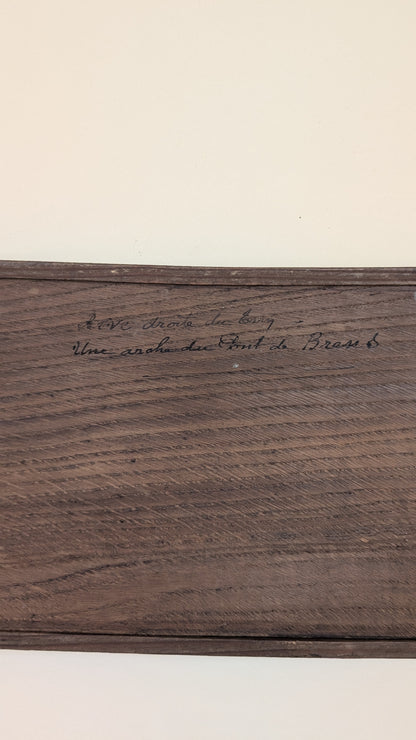 Rive droite du
Une arche du Pont de